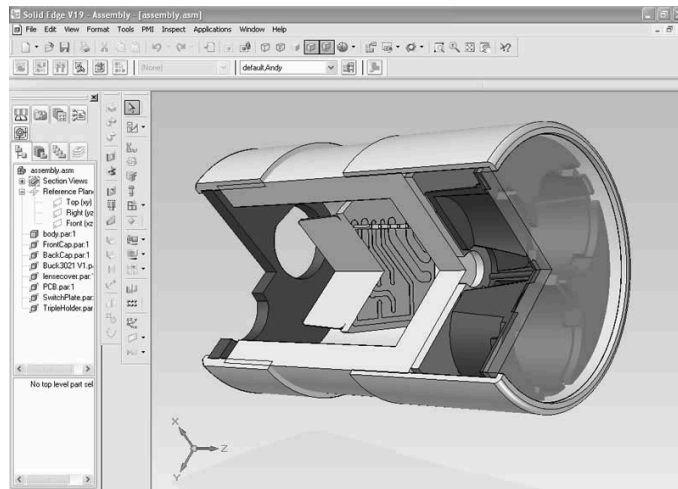 Solid Edge V19 - Assembly - [assembly.asm]
File Edit View Format Tools PMI Inspect Applications Window Help
(None)
default,Andy
assembly.asm
Section Views
Reference Plane
Top (xy)
Right (yz
Front (xz
body.par:1
FrontCap.par:1
BackCap.par:1
Buck3021 V1.p
lensecover.par:
PCB.par:1
SwitchPlate.par:
TripleHolder.par
No top level part sel
X
Z
Y